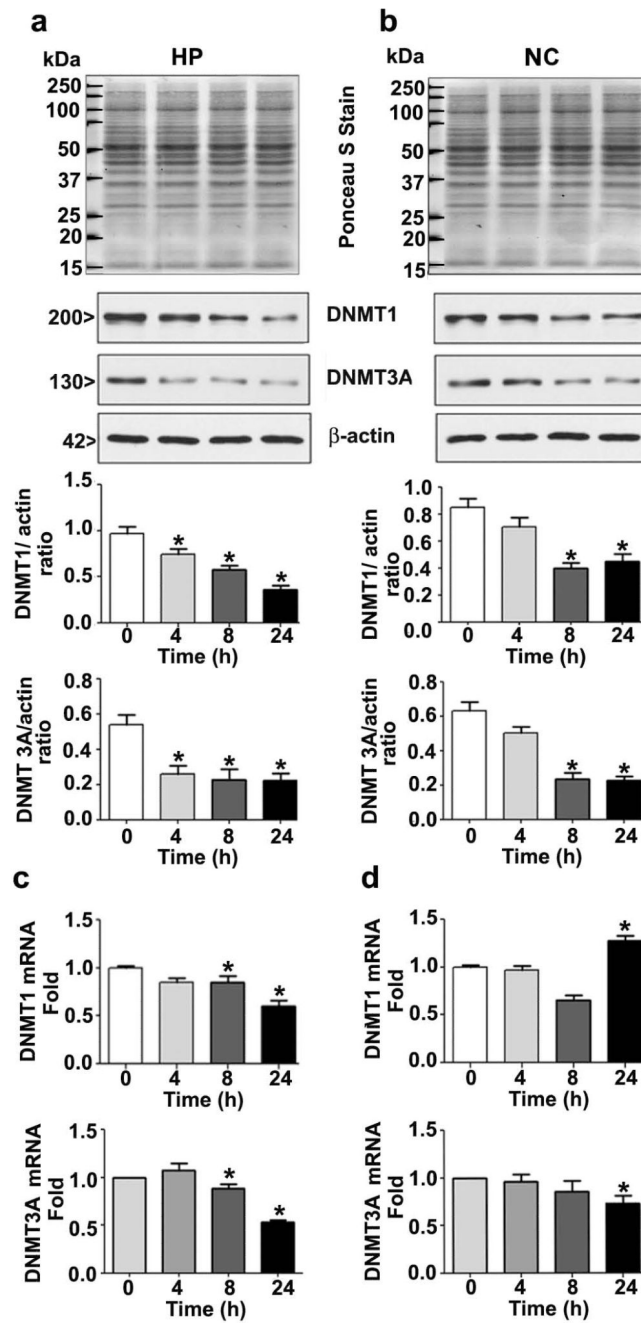 a
HP
kDa
250
100
50
37
25
20
15
Ponceau S Stain
b
NC
kDa
250
100
50
37
25
20
15
200>
DNMT1
130>
DNMT3A
42>
β-actin
DNMT1/ actin
ratio
1.5
1.0
0.5
0.0
* * *
0 4 8 24
Time (h)
DNMT1/ actin
ratio
1.0
0.8
0.6
0.4
0.2
0.0
* *
0 4 8 24
Time (h)
DNMT 3A/actin
ratio
0.8
0.6
0.4
0.2
0.0
* * *
0 4 8 24
Time (h)
DNMT 3A/actin
ratio
0.8
0.6
0.4
0.2
0.0
* *
0 4 8 24
Time (h)
c
DNMT1 mRNA
Fold
1.5
1.0
0.5
0.0
* *
0 4 8 24
Time (h)
d
DNMT1 mRNA
Fold
1.5
1.0
0.5
0.0
*
0 4 8 24
Time (h)
DNMT3A mRNA
Fold
1.5
1.0
0.5
0.0
* *
0 4 8 24
Time (h)
DNMT3A mRNA
Fold
1.5
1.0
0.5
0.0
*
0 4 8 24
Time (h)